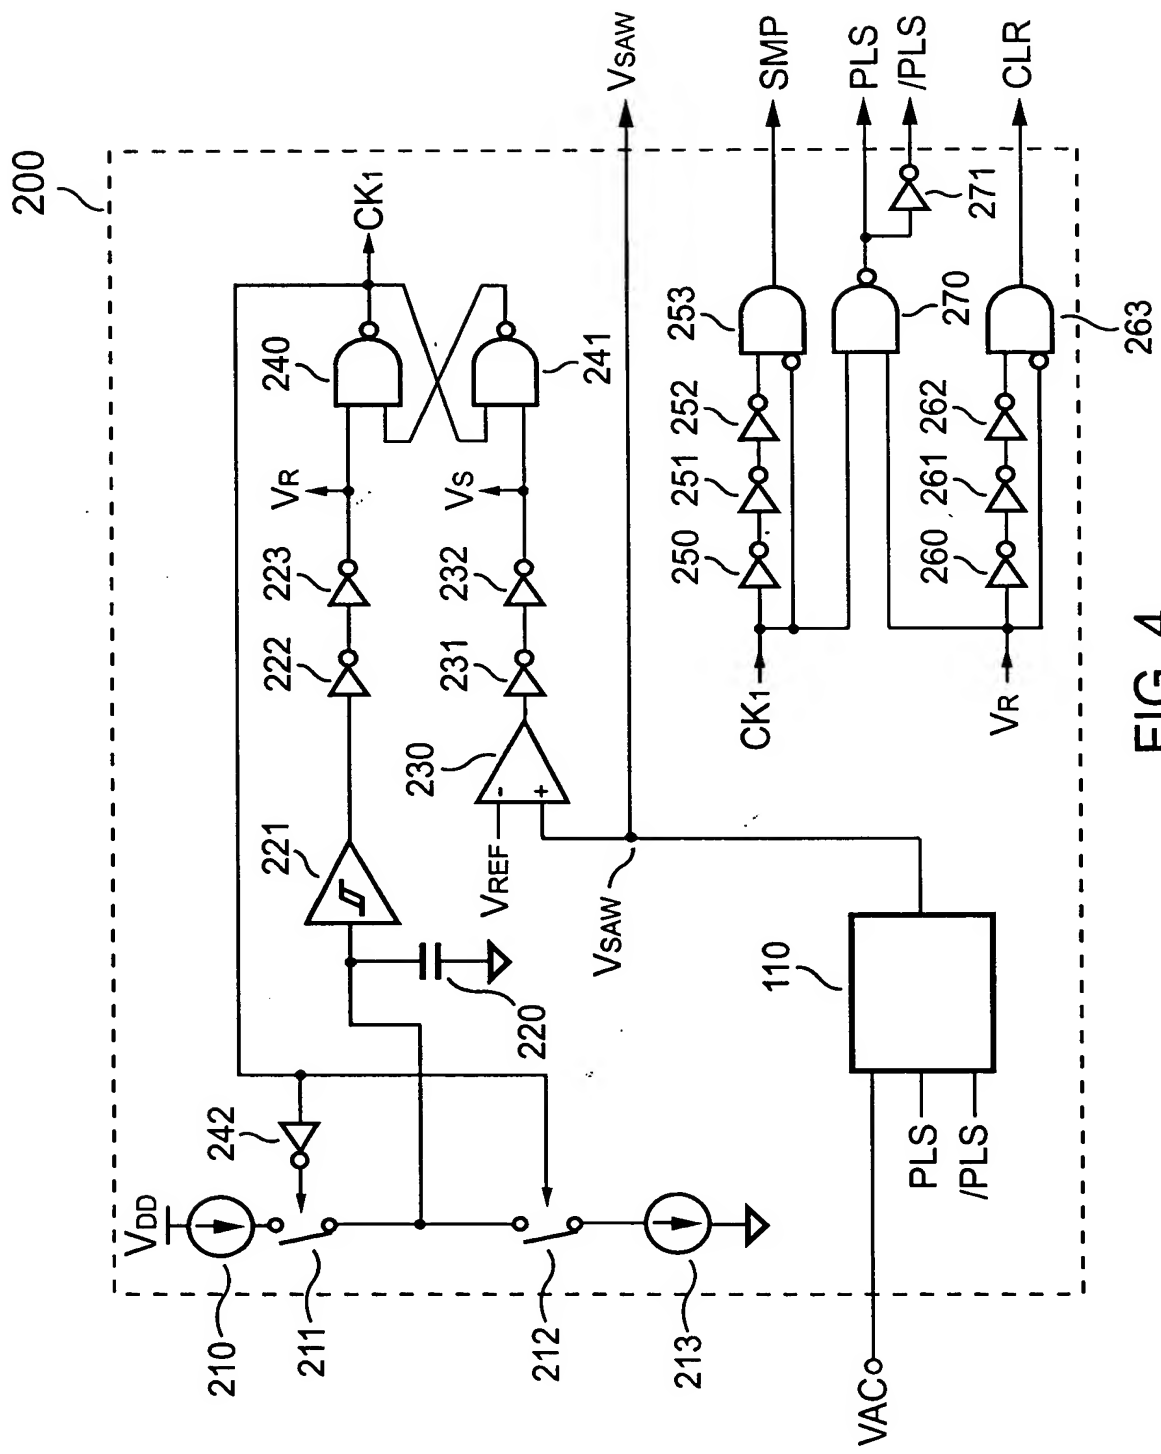 200
CK1
VSAW
SMP
PLS
/PLS
CLR
240
241
253
270
271
263
VR
VS
252
251
250
262
261
260
223
222
232
231
230
-
+
221
VREF
VSAW
CK1
VR
220
110
242
VDD
210
211
212
213
PLS
/PLS
VAC
FIG. 4